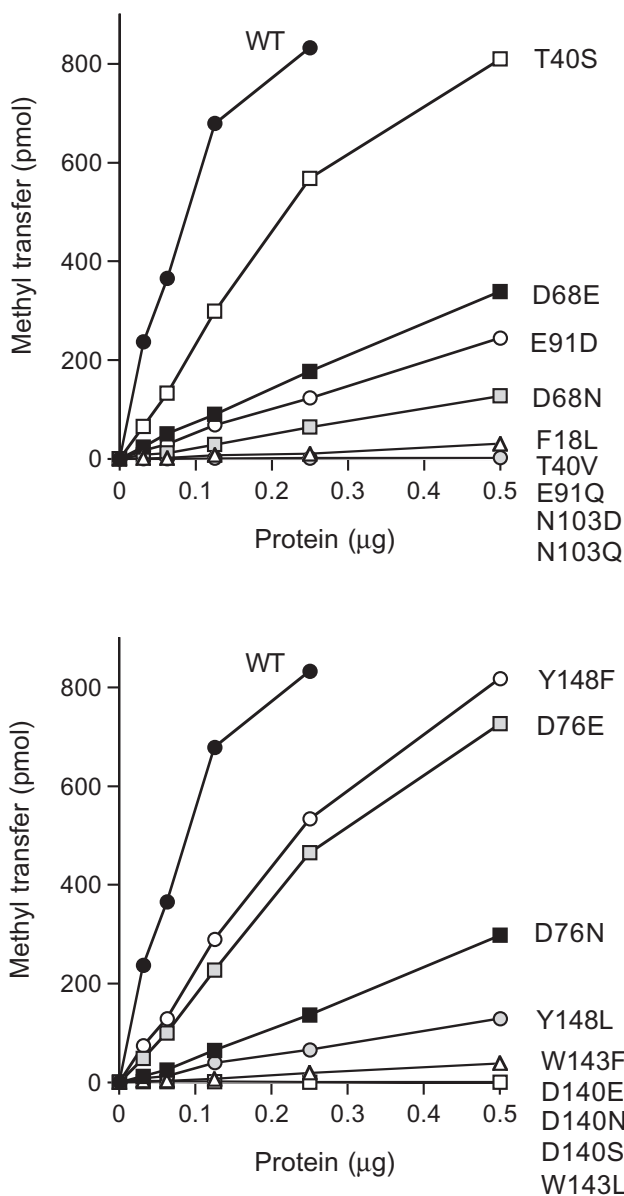 WT
T40S
D68E
E91D
D68N
F18L
T40V
E91Q
N103D
N103Q
Methyl transfer (pmol)
800
600
400
200
0
0 0.1 0.2 0.3 0.4 0.5
Protein (μg)
WT
Y148F
D76E
D76N
Y148L
W143F
D140E
D140N
D140S
W143L
Methyl transfer (pmol)
800
600
400
200
0
0 0.1 0.2 0.3 0.4 0.5
Protein (μg)